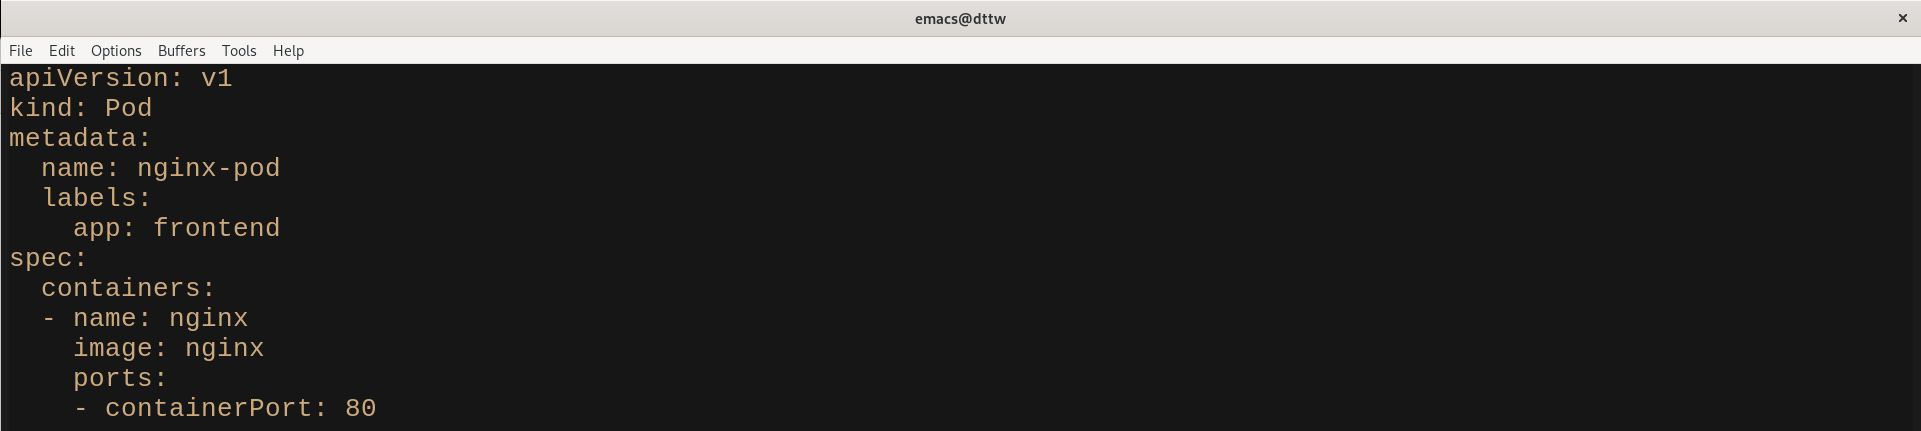 emacs@dttw ×
File Edit Options Buffers Tools Help
apiVersion: v1
kind: Pod
metadata:
  name: nginx-pod
  labels:
    app: frontend
spec:
  containers:
  - name: nginx
    image: nginx
    ports:
    - containerPort: 80